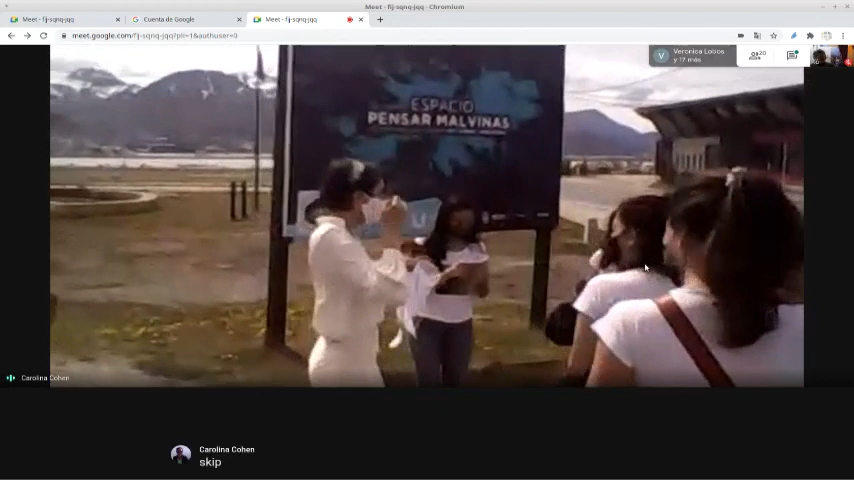 Meet - fij-sqnq-jqq - Chromium
Meet - fij-sqnq-jqq
Cuenta de Google
Meet - fij-sqnq-jqq
meet.google.com/fij-sqnq-jqq?pli=1&authuser=0
Veronica Lobos
y 17 más
20
V
ESPACIO
PENSAR MALVINAS
Carolina Cohen
Carolina Cohen
skip